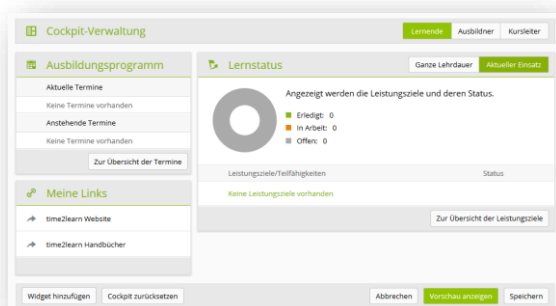 Cockpit-Verwaltung
Lernende Ausbildner Kursleiter
Ausbildungsprogramm
Aktuelle Termine
Keine Termine vorhanden
Anstehende Termine
Keine Termine vorhanden
Zur Übersicht der Termine
Meine Links
time2learn Website
time2learn Handbücher
Lernstatus
Ganze Lehrdauer Aktueller Einsatz
Angezeigt werden die Leistungsziele und deren Status.
Erledigt: 0
In Arbeit: 0
Offen: 0
Leistungsziele/Teilfähigkeiten Status
Keine Leistungsziele vorhanden
Zur Übersicht der Leistungsziele
Widget hinzufügen Cockpit zurücksetzen Abbrechen Vorschau anzeigen Speichern